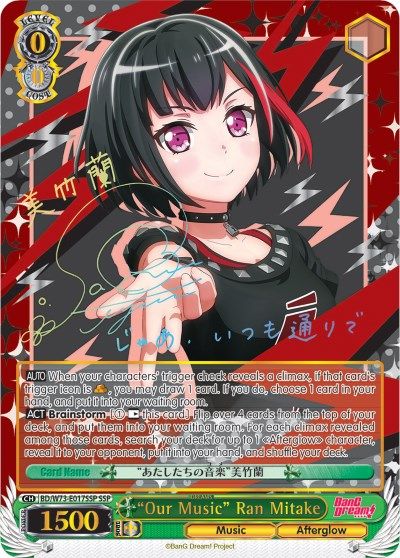 LEVEL
0
0
COST
美竹蘭
じゃあ、いつも通りで
AUTO When your characters' trigger check reveals a climax, if that card's
trigger icon is , you may draw 1 card. If you do, choose 1 card in your
hand, and put it into your waiting room.
ACT Brainstorm [① this card] Flip over 4 cards from the top of your
deck, and put them into your waiting room. For each climax revealed
among those cards, search your deck for up to 1 <Afterglow> character,
reveal it to your opponent, put it into your hand, and shuffle your deck.
Card Name "あたしたちの音楽"美竹蘭
CH BD/W73-E017SSP SSP
"Our Music" Ran Mitake
BanG Dream!
POWER 1500 SOUL
Music Afterglow
©BanG Dream! Project